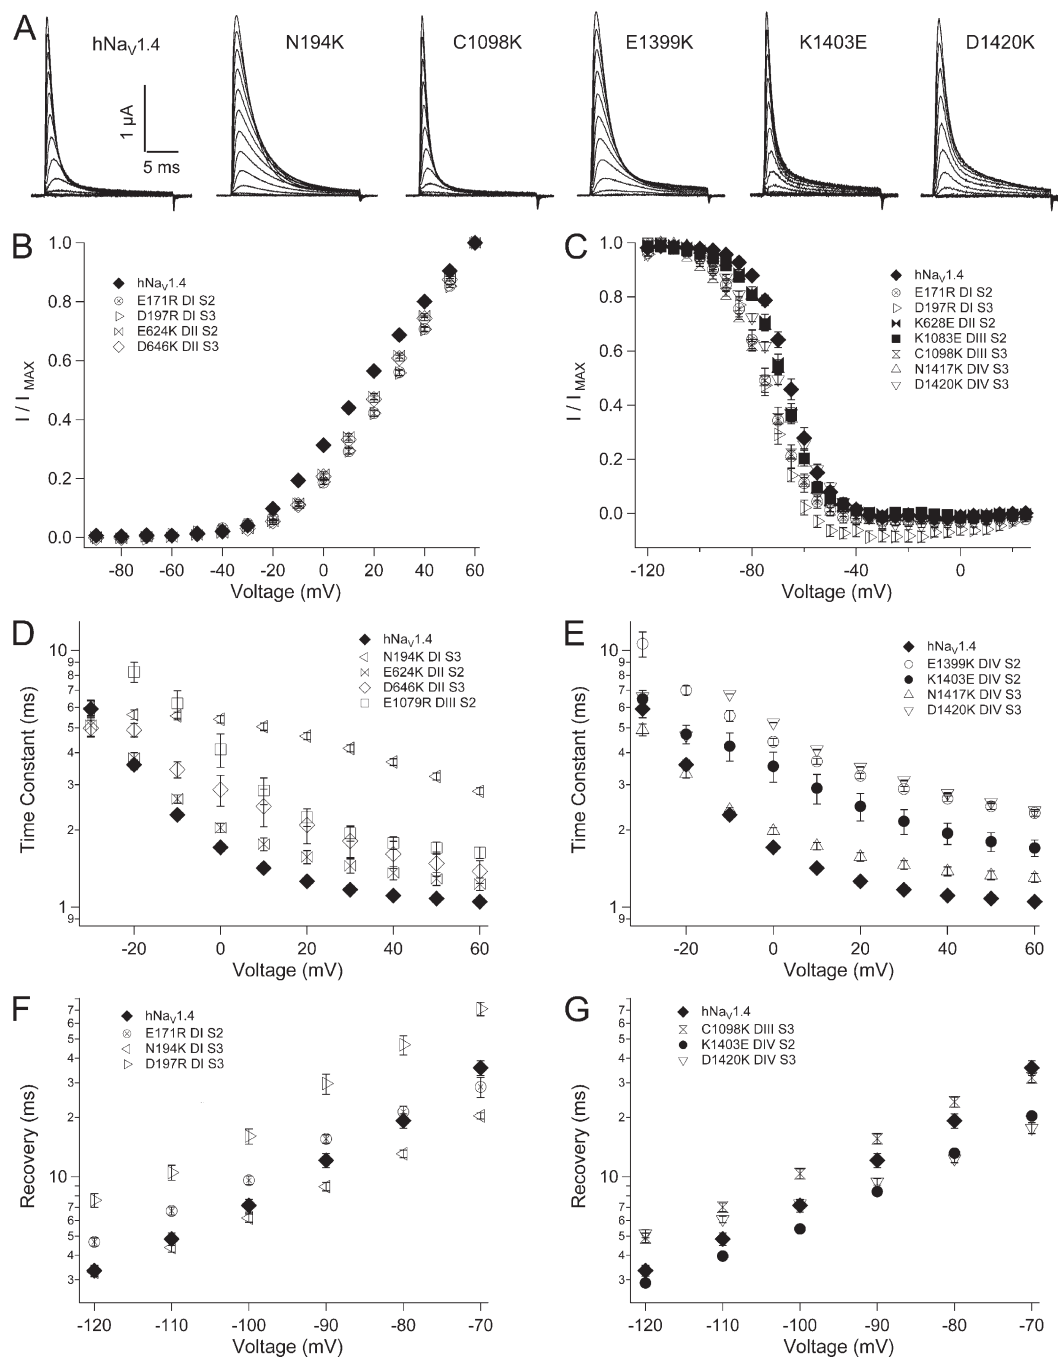 A
hNaV1.4
N194K
C1098K
E1399K
K1403E
D1420K
1 µA
5 ms
B
I / IMAX
1.0
0.8
0.6
0.4
0.2
0.0
hNaV1.4
E171R DI S2
D197R DI S3
E624K DII S2
D646K DII S3
-80 -60 -40 -20 0 20 40 60
Voltage (mV)
C
I / IMAX
1.0
0.8
0.6
0.4
0.2
0.0
hNaV1.4
E171R DI S2
D197R DI S3
K628E DII S2
K1083E DIII S2
C1098K DIII S3
N1417K DIV S3
D1420K DIV S3
-120 -80 -40 0
Voltage (mV)
D
Time Constant (ms)
10
9
8
7
6
5
4
3
2
1
9
hNaV1.4
N194K DI S3
E624K DII S2
D646K DII S3
E1079R DIII S2
-20 0 20 40 60
Voltage (mV)
E
Time Constant (ms)
10
9
8
7
6
5
4
3
2
1
9
hNaV1.4
E1399K DIV S2
K1403E DIV S2
N1417K DIV S3
D1420K DIV S3
-20 0 20 40 60
Voltage (mV)
F
Recovery (ms)
7
6
5
4
3
2
10
7
6
5
4
3
hNaV1.4
E171R DI S2
N194K DI S3
D197R DI S3
-120 -110 -100 -90 -80 -70
Voltage (mV)
G
Recovery (ms)
7
6
5
4
3
2
10
7
6
5
4
3
hNaV1.4
C1098K DIII S3
K1403E DIV S2
D1420K DIV S3
-120 -110 -100 -90 -80 -70
Voltage (mV)